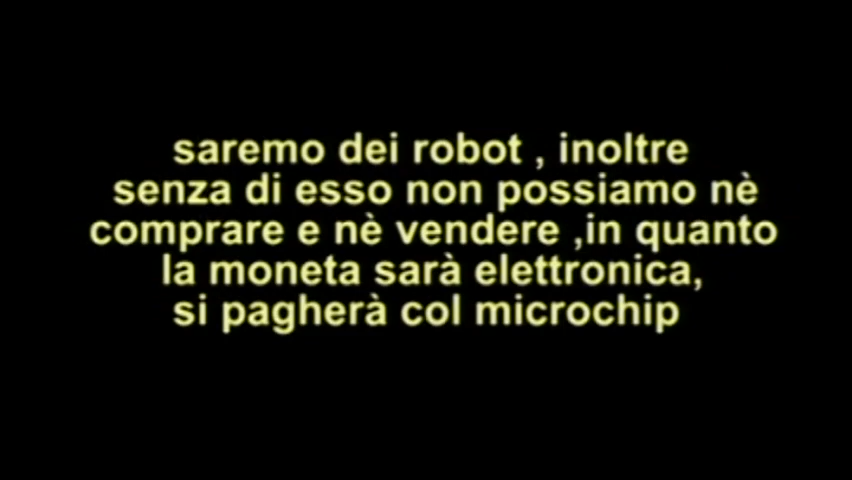 saremo dei robot , inoltre
senza di esso non possiamo nè
comprare e nè vendere ,in quanto
la moneta sarà elettronica,
si pagherà col microchip